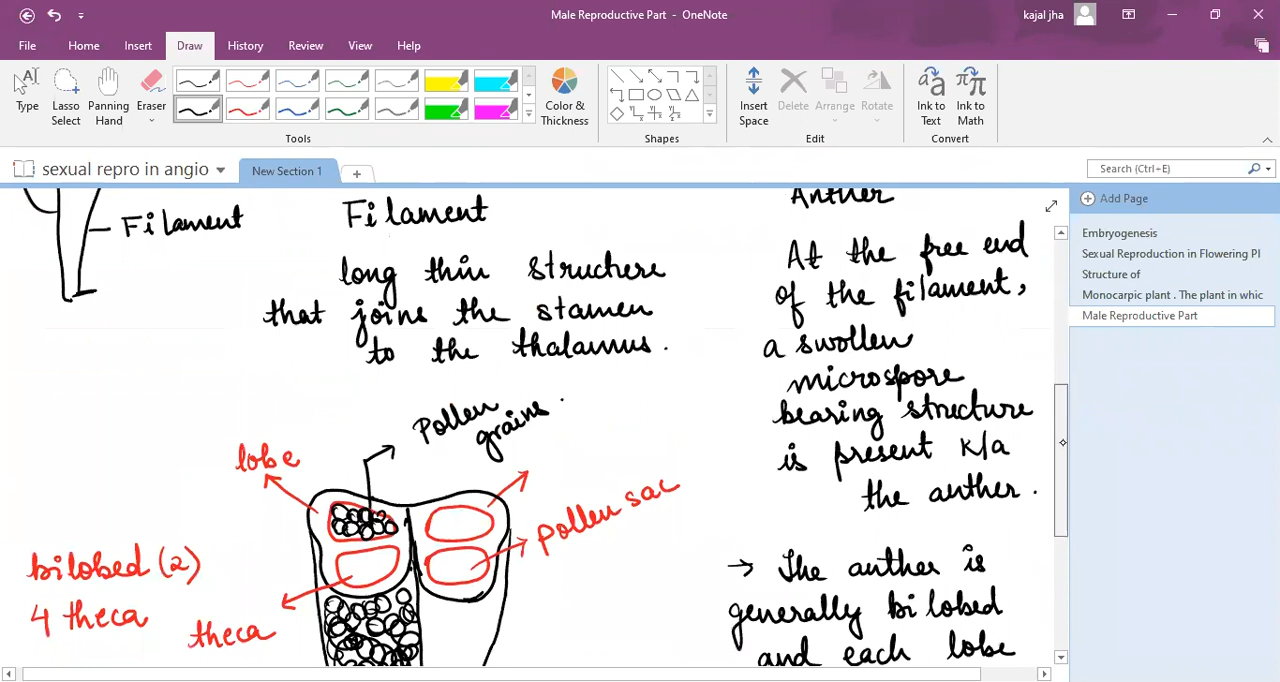 Male Reproductive Part - OneNote
kajal jha
File Home Insert Draw History Review View Help
Type
Lasso Select
Panning Hand
Eraser
Color & Thickness
Insert Space
Delete
Arrange
Rotate
Ink to Text
Ink to Math
Tools
Shapes
Edit
Convert
sexual repro in angio
New Section 1
Search (Ctrl+E)
Add Page
Embryogenesis
Sexual Reproduction in Flowering Pl
Structure of
Monocarpic plant . The plant in whic
Male Reproductive Part
Filament
Filament
long thin structure
that joins the stamen
to the thalamus.
Anther
At the free end
of the filament,
a swollen
microspore
bearing structure
is present k/a
the anther.
Pollen
grains
lobe
Pollen sac
bilobed (2)
4 theca
theca
→ The anther is
generally bi lobed
and each lobe